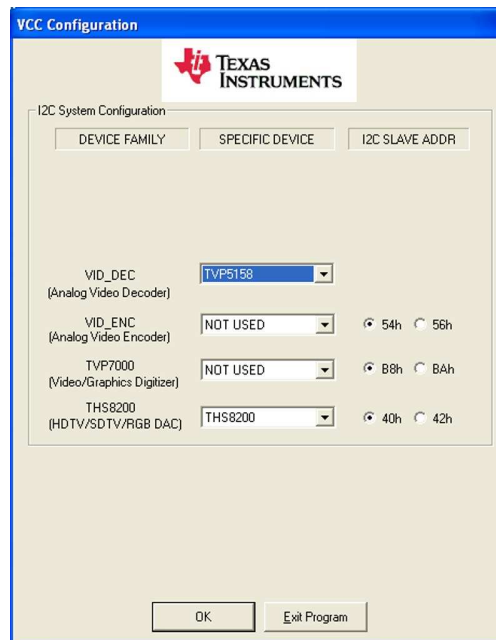 VCC Configuration
TEXAS
INSTRUMENTS
I2C System Configuration
DEVICE FAMILY SPECIFIC DEVICE I2C SLAVE ADDR
VID_DEC
(Analog Video Decoder)
TVP5158
VID_ENC
(Analog Video Encoder)
NOT USED 54h 56h
TVP7000
(Video/Graphics Digitizer)
NOT USED B8h BAh
THS8200
(HDTV/SDTV/RGB DAC)
THS8200 40h 42h
OK Exit Program